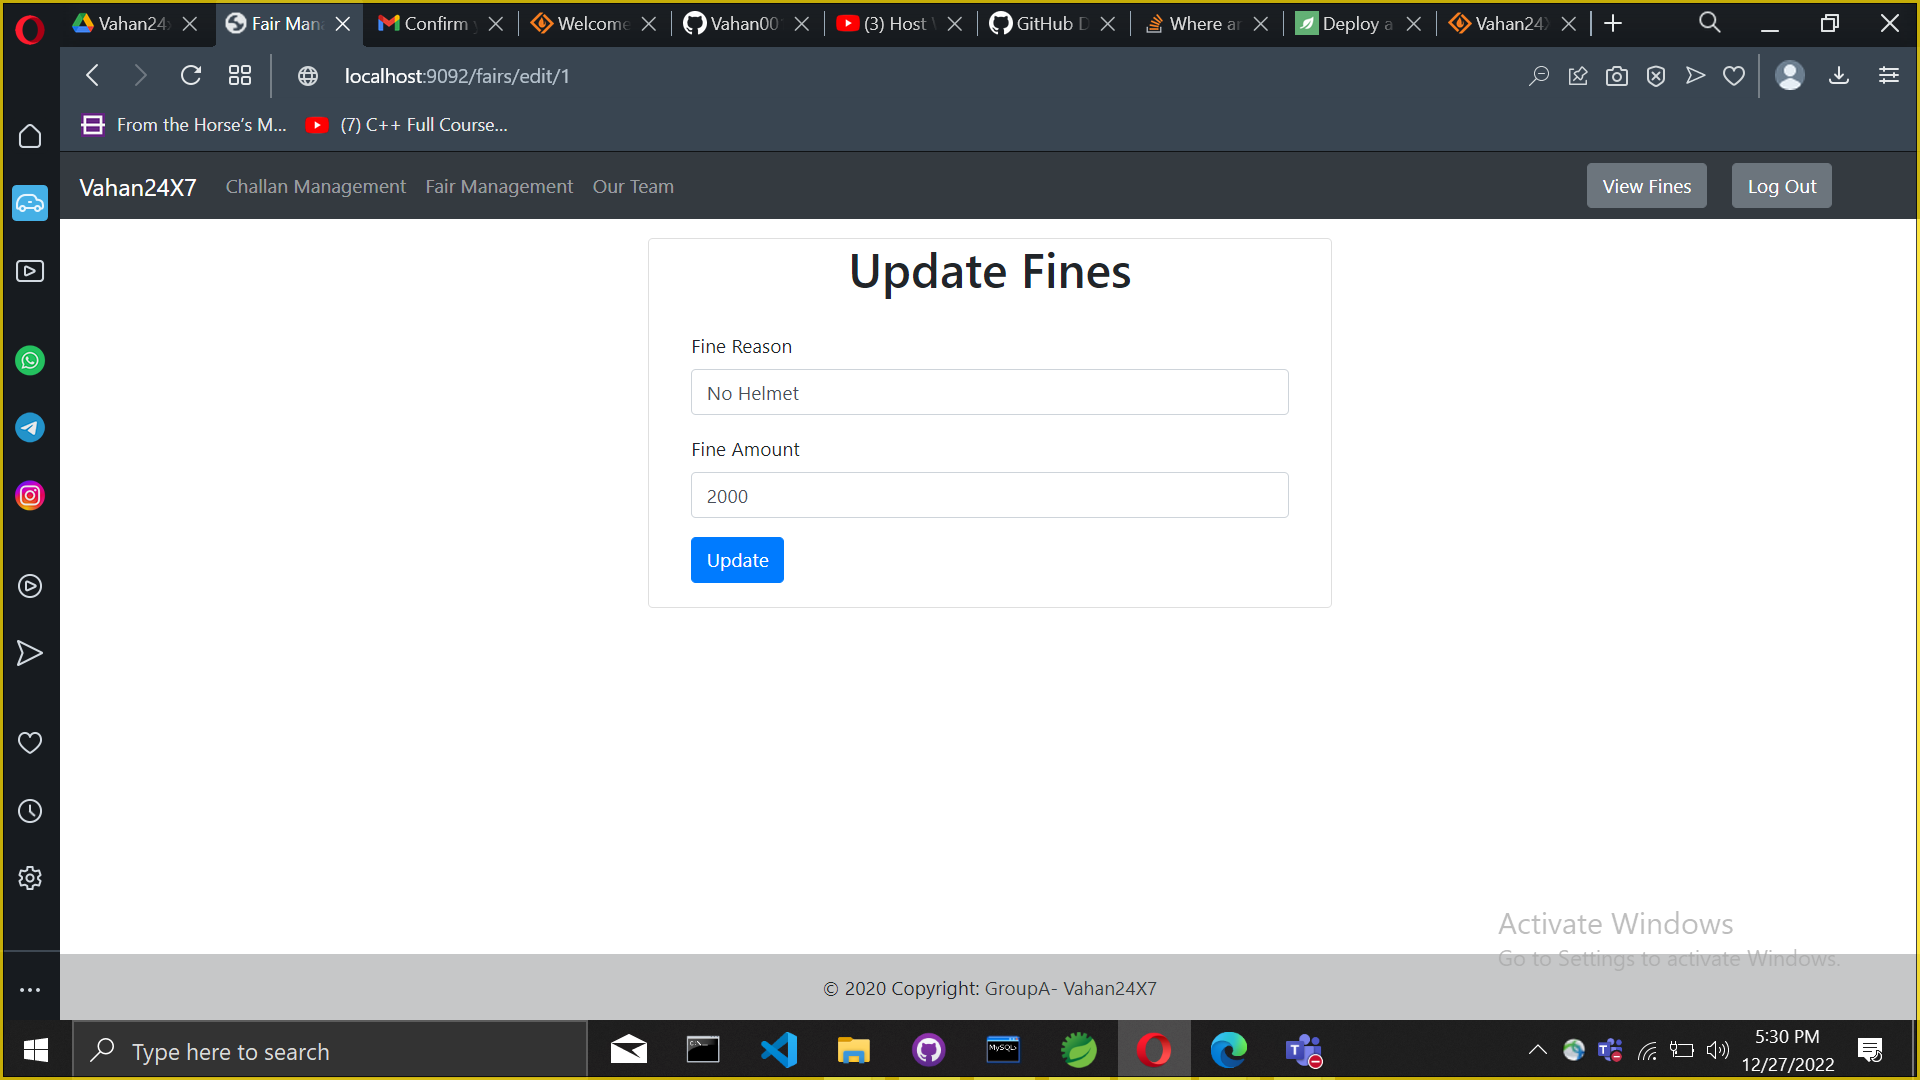 Vahan24
Fair Man
Confirm
Welcome
Vahan00
(3) Host
GitHub D
Where ar
Deploy a
Vahan24
localhost:9092/fairs/edit/1
From the Horse's M...
(7) C++ Full Course...
Vahan24X7
Challan Management
Fair Management
Our Team
View Fines
Log Out
Update Fines
Fine Reason
No Helmet
Fine Amount
2000
Update
Activate Windows
Go to Settings to activate Windows.
© 2020 Copyright: GroupA- Vahan24X7
Type here to search
MySQL
5:30 PM
12/27/2022